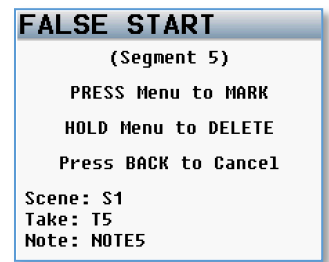 FALSE START
(Segment 5)
PRESS Menu to MARK
HOLD Menu to DELETE
Press BACK to Cancel
Scene: S1
Take: T5
Note: NOTE5